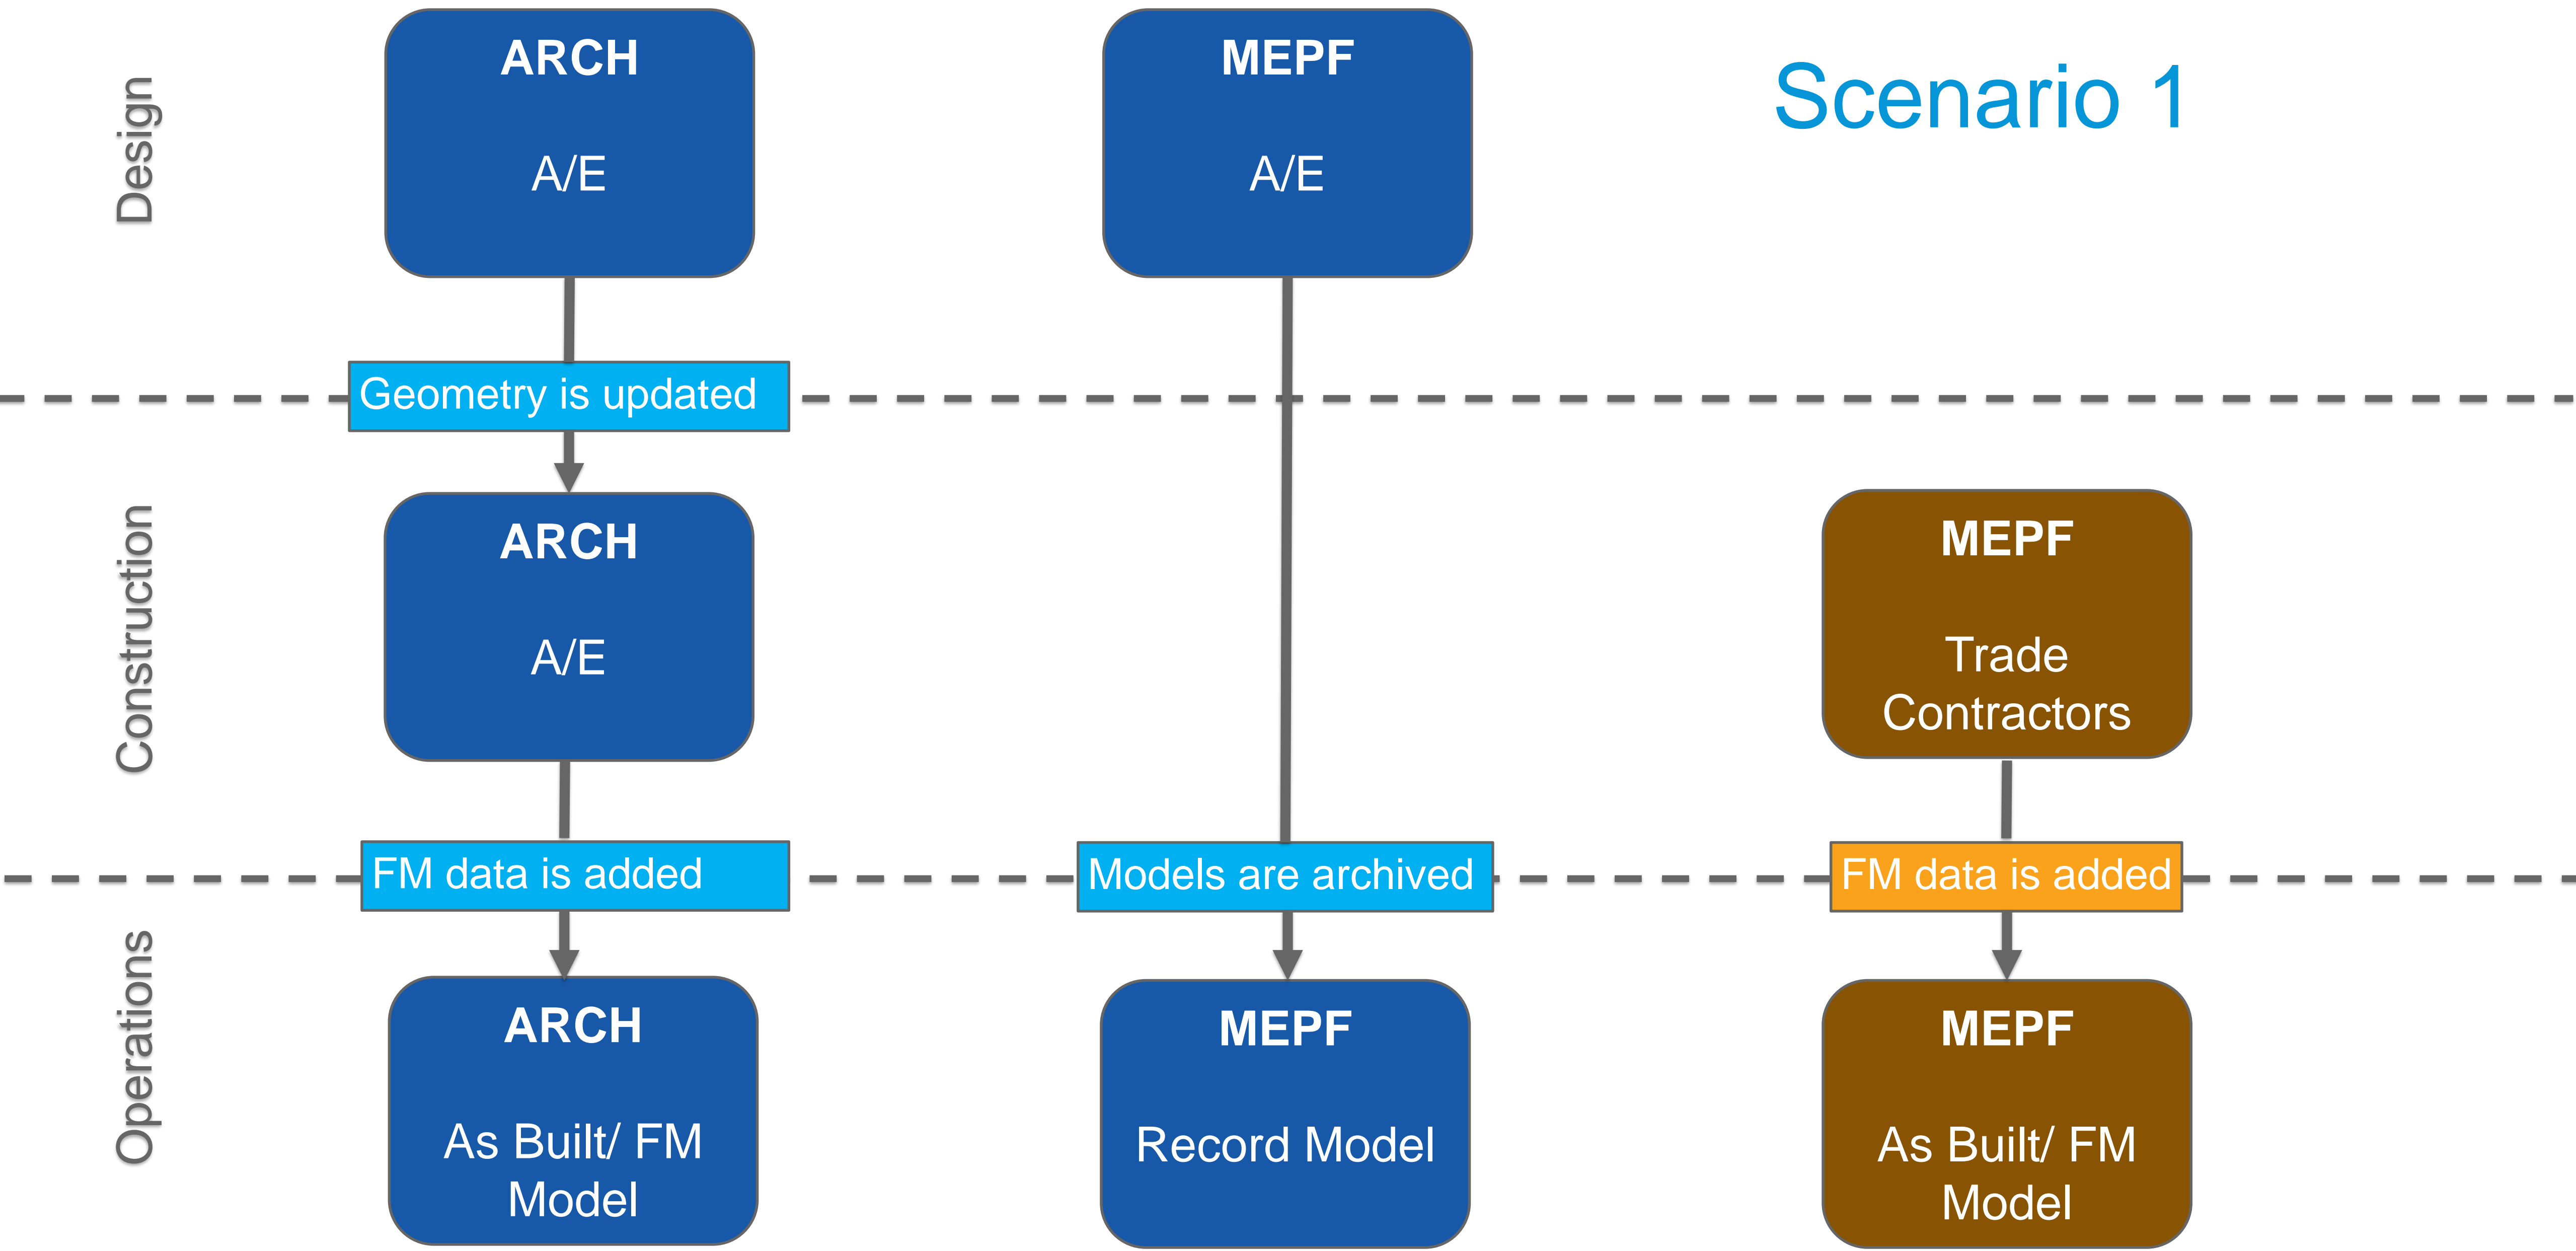 Scenario 1
Design
ARCH
A/E
MEPF
A/E
Geometry is updated
Construction
ARCH
A/E
MEPF
Trade
Contractors
FM data is added
Models are archived
FM data is added
Operations
ARCH
As Built/ FM
Model
MEPF
Record Model
MEPF
As Built/ FM
Model